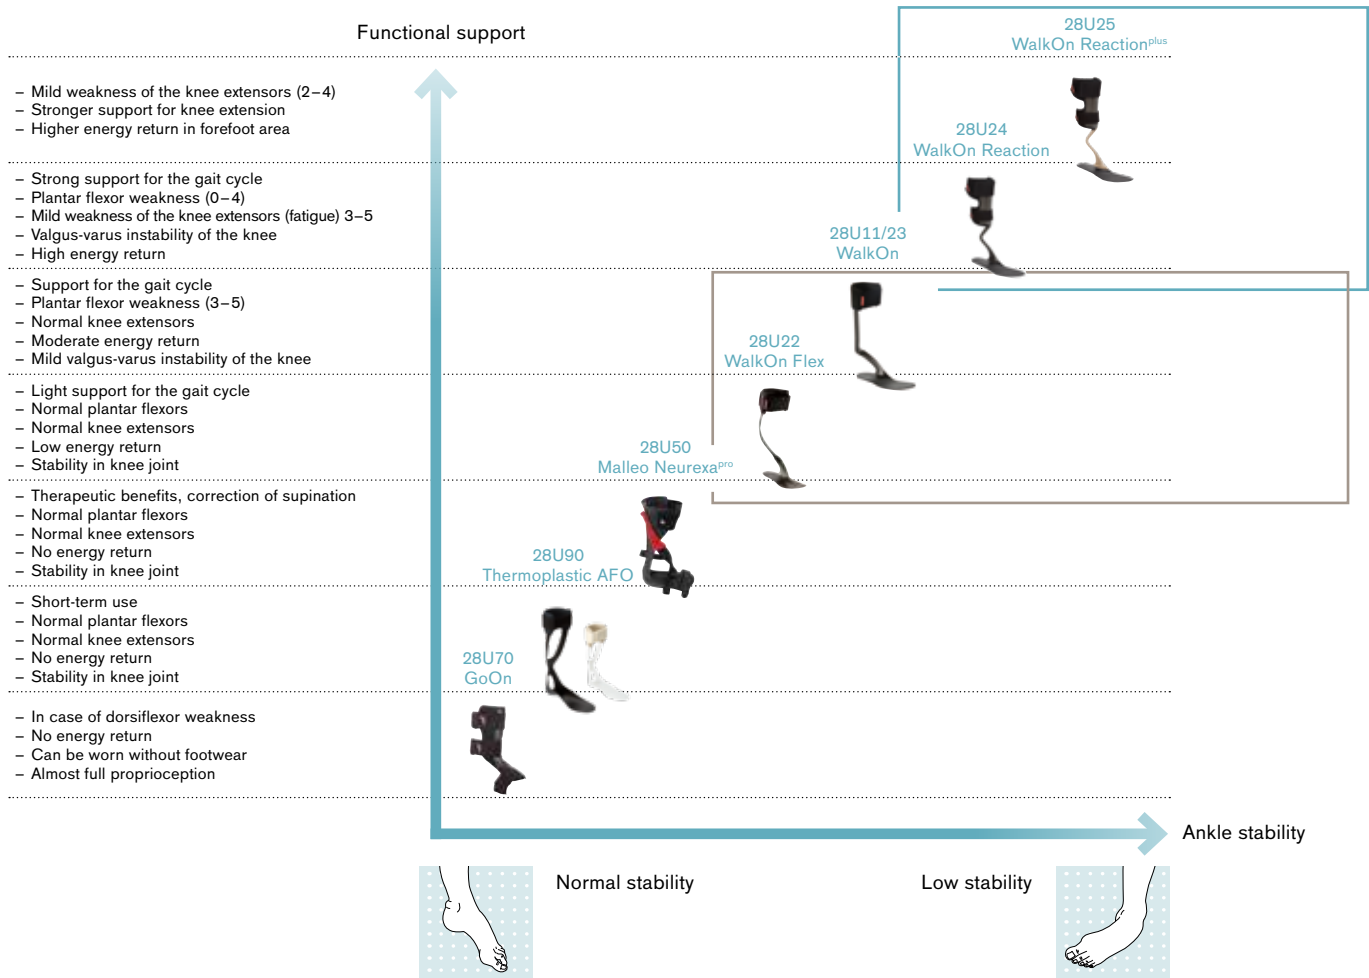 Functional support
28U25
WalkOn Reactionplus
– Mild weakness of the knee extensors (2–4)
– Stronger support for knee extension
– Higher energy return in forefoot area
28U24
WalkOn Reaction
– Strong support for the gait cycle
– Plantar flexor weakness (0–4)
– Mild weakness of the knee extensors (fatigue) 3–5
– Valgus-varus instability of the knee
– High energy return
28U11/23
WalkOn
– Support for the gait cycle
– Plantar flexor weakness (3–5)
– Normal knee extensors
– Moderate energy return
– Mild valgus-varus instability of the knee
28U22
WalkOn Flex
– Light support for the gait cycle
– Normal plantar flexors
– Normal knee extensors
– Low energy return
– Stability in knee joint
28U50
Malleo Neurexapro
– Therapeutic benefits, correction of supination
– Normal plantar flexors
– Normal knee extensors
– No energy return
– Stability in knee joint
28U90
Thermoplastic AFO
– Short-term use
– Normal plantar flexors
– Normal knee extensors
– No energy return
– Stability in knee joint
28U70
GoOn
– In case of dorsiflexor weakness
– No energy return
– Can be worn without footwear
– Almost full proprioception
Ankle stability
Normal stability
Low stability